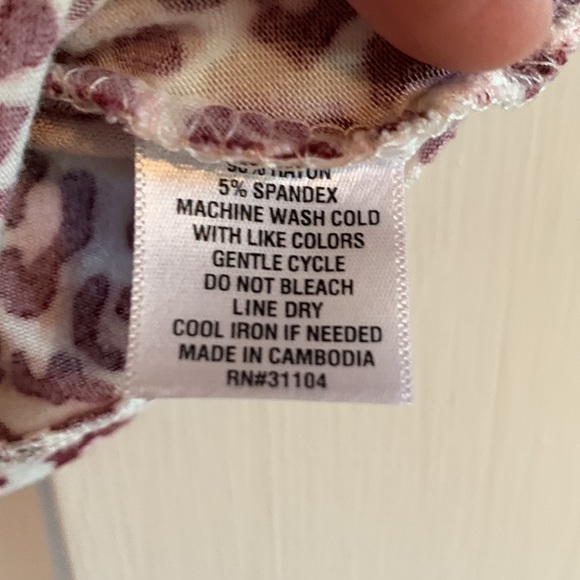 5% SPANDEX
MACHINE WASH COLD
WITH LIKE COLORS
GENTLE CYCLE
DO NOT BLEACH
LINE DRY
COOL IRON IF NEEDED
MADE IN CAMBODIA
RN#31104